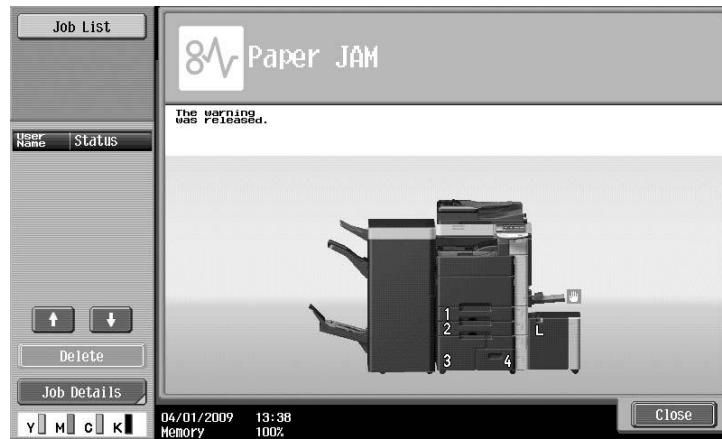 Job List
Paper JAM
The warning
was released.
User
Name
Status
1
2
3
4
L
Delete
Job Details
Y M C K
04/01/2009 13:38
Memory 100%
Close